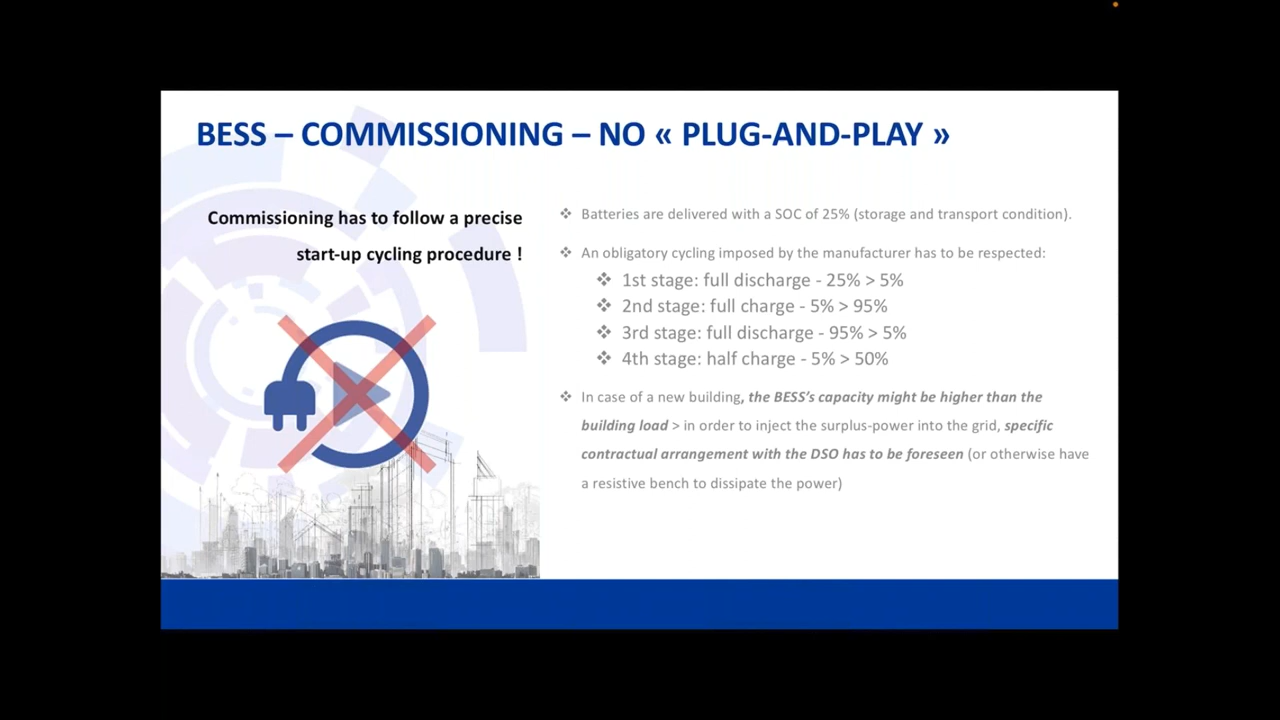 BESS – COMMISSIONING – NO « PLUG-AND-PLAY »
Commissioning has to follow a precise
start-up cycling procedure !
❖ Batteries are delivered with a SOC of 25% (storage and transport condition).
❖ An obligatory cycling imposed by the manufacturer has to be respected:
❖ 1st stage: full discharge - 25% > 5%
❖ 2nd stage: full charge - 5% > 95%
❖ 3rd stage: full discharge - 95% > 5%
❖ 4th stage: half charge - 5% > 50%
❖ In case of a new building, the BESS's capacity might be higher than the
building load > in order to inject the surplus-power into the grid, specific
contractual arrangement with the DSO has to be foreseen (or otherwise have
a resistive bench to dissipate the power)